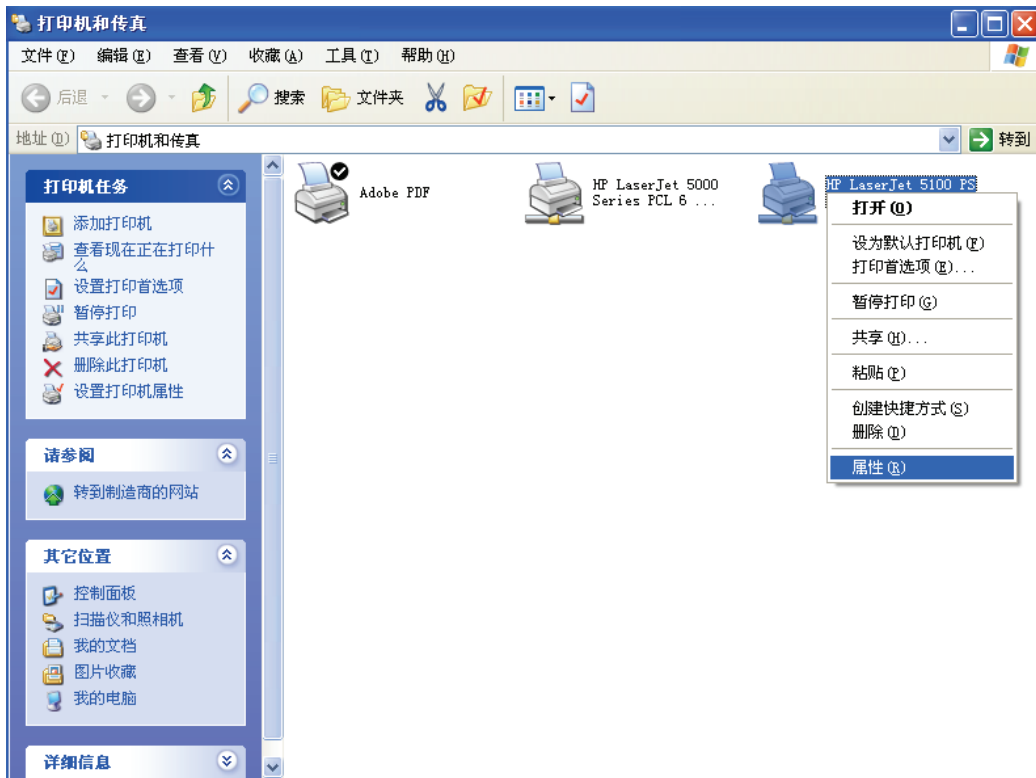 打印机和传真
文件(F) 编辑(E) 查看(V) 收藏(A) 工具(T) 帮助(H)
后退 搜索 文件夹
地址(D) 打印机和传真 转到
打印机任务
添加打印机
查看现在正在打印什
么
设置打印首选项
暂停打印
共享此打印机
删除此打印机
设置打印机属性
请参阅
转到制造商的网站
其它位置
控制面板
扫描仪和照相机
我的文档
图片收藏
我的电脑
详细信息
Adobe PDF
HP LaserJet 5000
Series PCL 6 ...
HP LaserJet 5100 PS
打开(O)
设为默认打印机(F)
打印首选项(E)...
暂停打印(G)
共享(H)...
粘贴(P)
创建快捷方式(S)
删除(D)
属性(R)